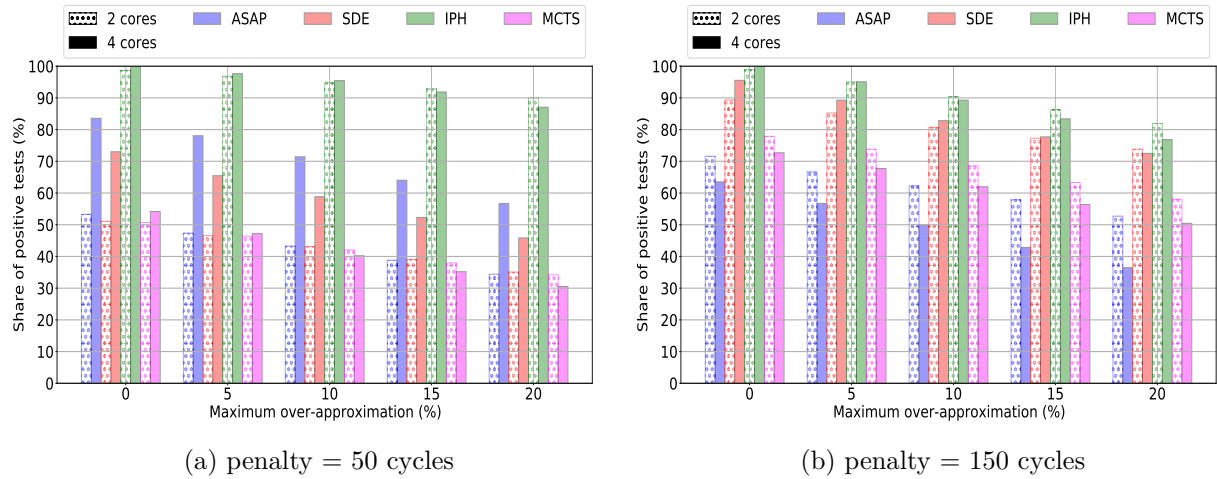 2 cores ASAP SDE IPH MCTS
4 cores
100
90
80
70
60
50
40
30
20
10
0
Share of positive tests (%)
0 5 10 15 20
Maximum over-approximation (%)
(a) penalty = 50 cycles
2 cores ASAP SDE IPH MCTS
4 cores
100
90
80
70
60
50
40
30
20
10
0
Share of positive tests (%)
0 5 10 15 20
Maximum over-approximation (%)
(b) penalty = 150 cycles